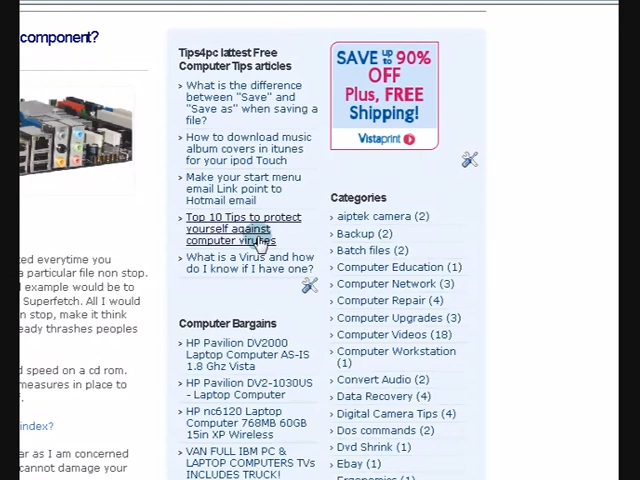 component?
ted everytime you
a particular file non stop.
d example would be to
Superfetch. All I would
n stop, make it think
eady thrashes peoples
d speed on a cd rom.
measures in place to
ndex?
ar as I am concerned
cannot damage your
Tips4pc lattest Free
Computer Tips articles
What is the difference
between "Save" and
"Save as" when saving a
file?
How to download music
album covers in itunes
for your ipod Touch
Make your start menu
email Link point to
Hotmail email
Top 10 Tips to protect
yourself against
computer viruses
What is a Virus and how
do I know if I have one?
Computer Bargains
HP Pavilion DV2000
Laptop Computer AS-IS
1.8 Ghz Vista
HP Pavilion DV2-1030US
- Laptop Computer
HP nc6120 Laptop
Computer 768MB 60GB
15in XP Wireless
VAN FULL IBM PC &
LAPTOP COMPUTERS TVs
INCLUDES TRUCK!
SAVE up to 90%
OFF
Plus, FREE
Shipping!
Vistaprint
Categories
aiptek camera (2)
Backup (2)
Batch files (2)
Computer Education (1)
Computer Network (3)
Computer Repair (4)
Computer Upgrades (3)
Computer Videos (18)
Computer Workstation
(1)
Convert Audio (2)
Data Recovery (4)
Digital Camera Tips (4)
Dos commands (2)
Dvd Shrink (1)
Ebay (1)